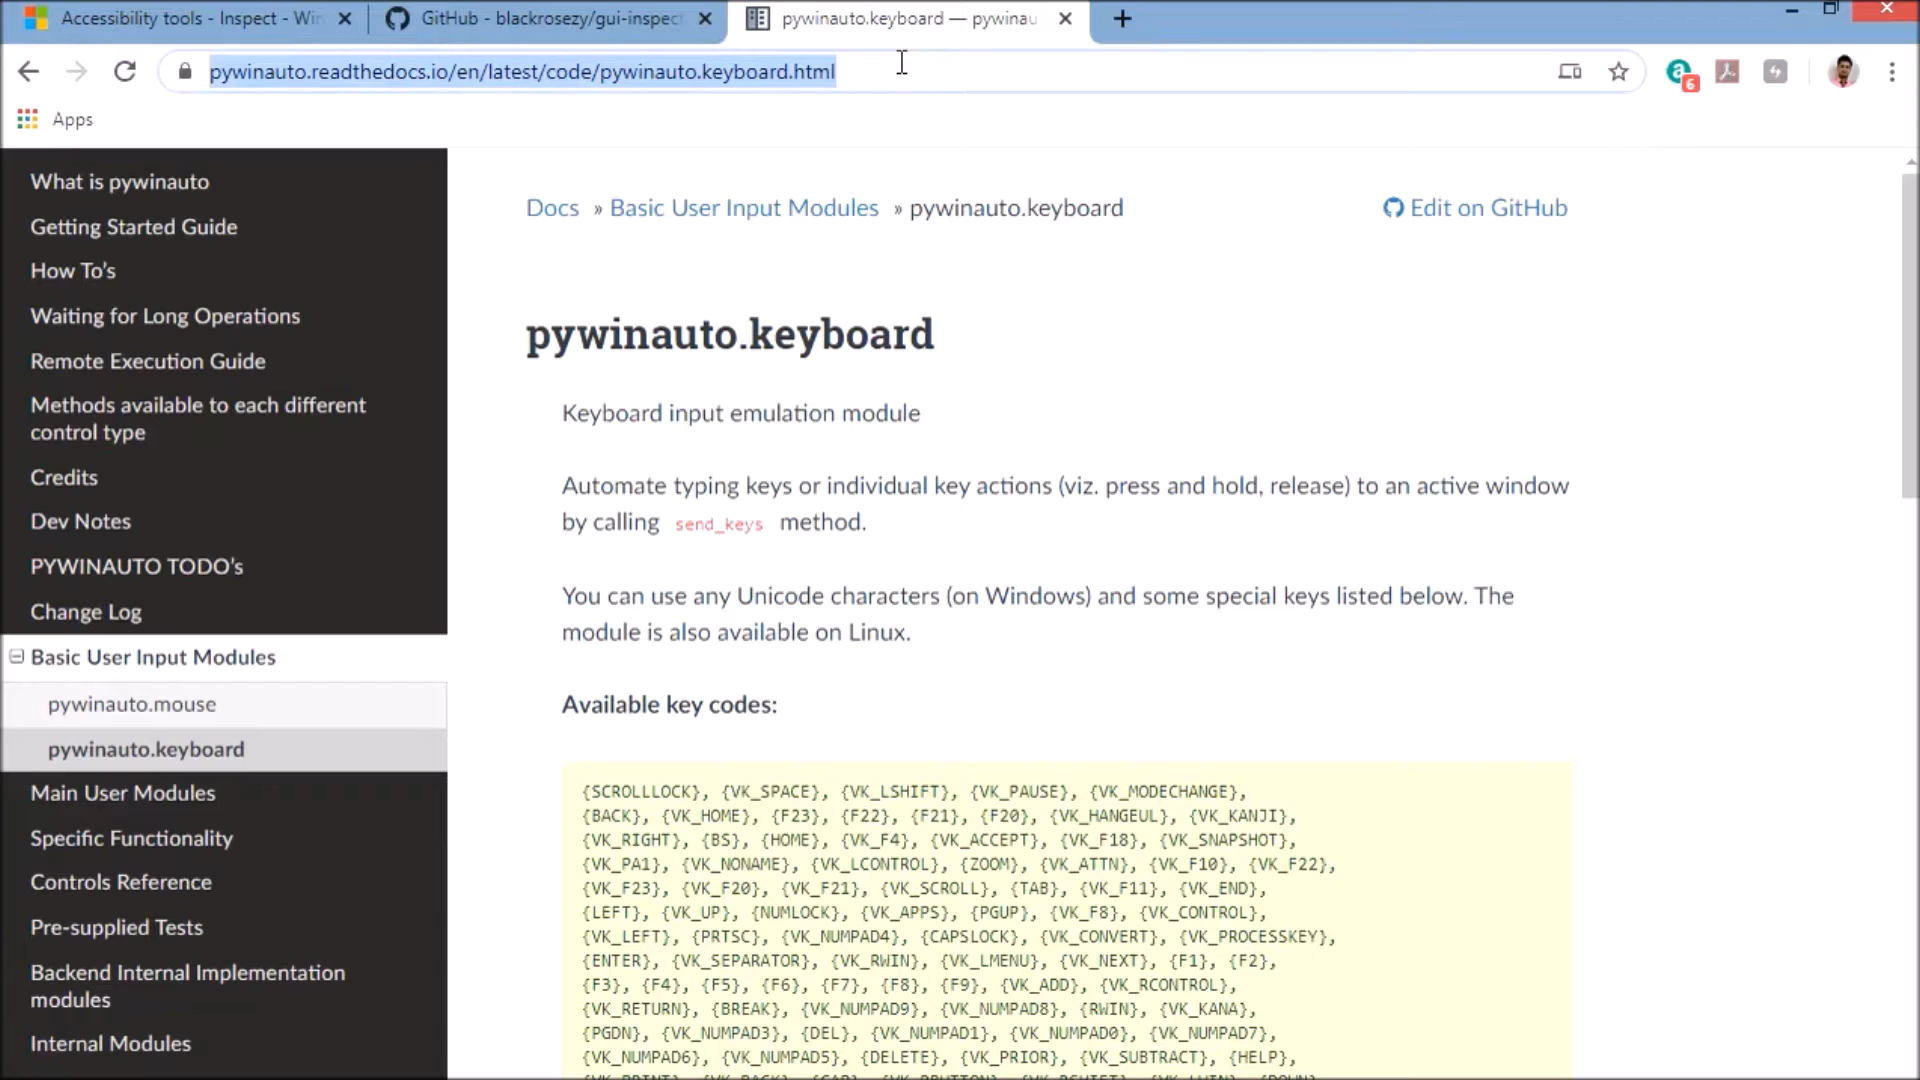 Accessibility tools - Inspect - Win
GitHub - blackrosezy/gui-inspec
pywinauto.keyboard — pywinau
pywinauto.readthedocs.io/en/latest/code/pywinauto.keyboard.html
6
Apps
What is pywinauto
Getting Started Guide
How To's
Waiting for Long Operations
Remote Execution Guide
Methods available to each different
control type
Credits
Dev Notes
PYWINAUTO TODO's
Change Log
Basic User Input Modules
pywinauto.mouse
pywinauto.keyboard
Main User Modules
Specific Functionality
Controls Reference
Pre-supplied Tests
Backend Internal Implementation
modules
Internal Modules
Docs » Basic User Input Modules » pywinauto.keyboard
Edit on GitHub
pywinauto.keyboard
Keyboard input emulation module
Automate typing keys or individual key actions (viz. press and hold, release) to an active window
by calling send_keys method.
You can use any Unicode characters (on Windows) and some special keys listed below. The
module is also available on Linux.
Available key codes:
{SCROLLLOCK}, {VK_SPACE}, {VK_LSHIFT}, {VK_PAUSE}, {VK_MODECHANGE},
{BACK}, {VK_HOME}, {F23}, {F22}, {F21}, {F20}, {VK_HANGEUL}, {VK_KANJI},
{VK_RIGHT}, {BS}, {HOME}, {VK_F4}, {VK_ACCEPT}, {VK_F18}, {VK_SNAPSHOT},
{VK_PA1}, {VK_NONAME}, {VK_LCONTROL}, {ZOOM}, {VK_ATTN}, {VK_F10}, {VK_F22},
{VK_F23}, {VK_F20}, {VK_F21}, {VK_SCROLL}, {TAB}, {VK_F11}, {VK_END},
{LEFT}, {VK_UP}, {NUMLOCK}, {VK_APPS}, {PGUP}, {VK_F8}, {VK_CONTROL},
{VK_LEFT}, {PRTSC}, {VK_NUMPAD4}, {CAPSLOCK}, {VK_CONVERT}, {VK_PROCESSKEY},
{ENTER}, {VK_SEPARATOR}, {VK_RWIN}, {VK_LMENU}, {VK_NEXT}, {F1}, {F2},
{F3}, {F4}, {F5}, {F6}, {F7}, {F8}, {F9}, {VK_ADD}, {VK_RCONTROL},
{VK_RETURN}, {BREAK}, {VK_NUMPAD9}, {VK_NUMPAD8}, {RWIN}, {VK_KANA},
{PGDN}, {VK_NUMPAD3}, {DEL}, {VK_NUMPAD1}, {VK_NUMPAD0}, {VK_NUMPAD7},
{VK_NUMPAD6}, {VK_NUMPAD5}, {DELETE}, {VK_PRIOR}, {VK_SUBTRACT}, {HELP},